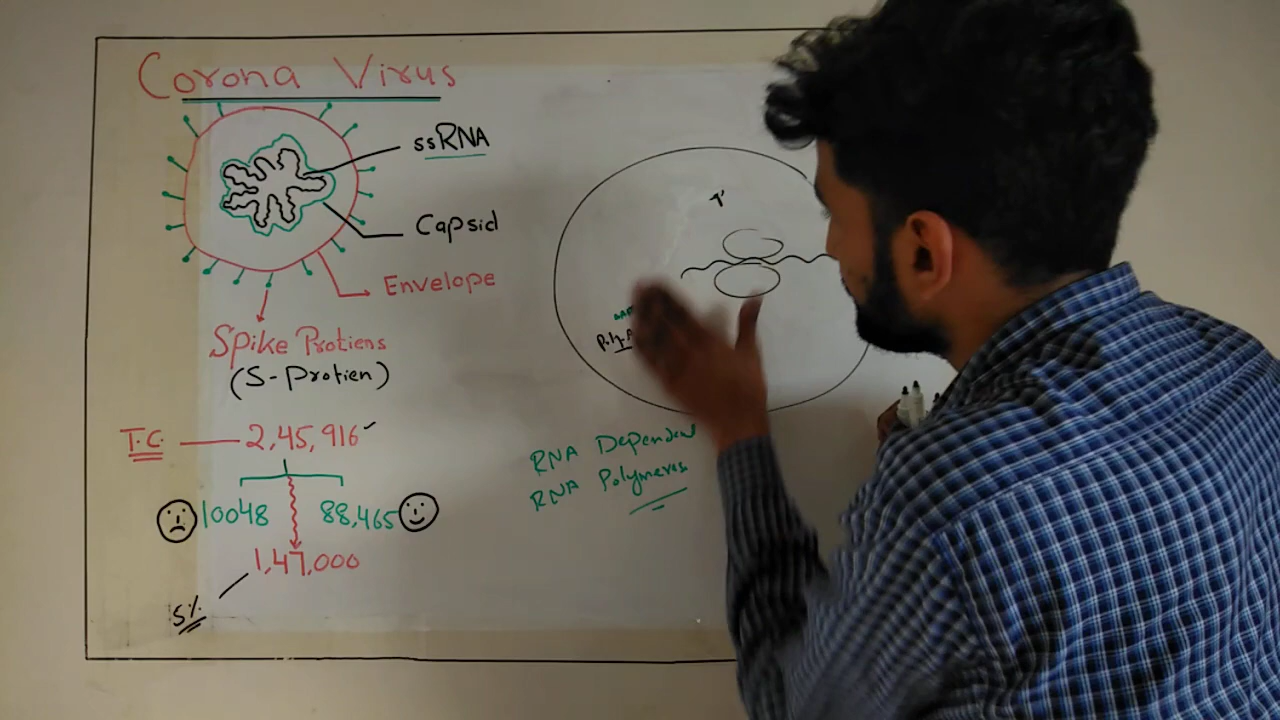 Corona Virus
ssRNA
Capsid
Envelope
Spike Protiens
(S-Protien)
T.C. 2,45,916
10048 88,465
1,47,000
5%
RNA Dependent
RNA Polymeres